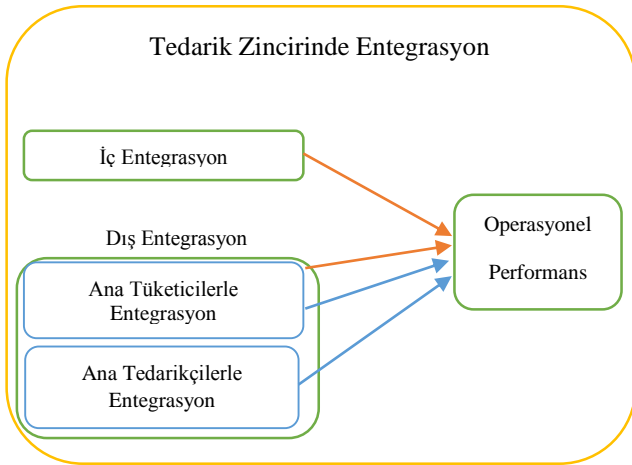 Tedarik Zincirinde Entegrasyon
İç Entegrasyon
Operasyonel
Performans
Dış Entegrasyon
Ana Tüketicilerle
Entegrasyon
Ana Tedarikçilerle
Entegrasyon